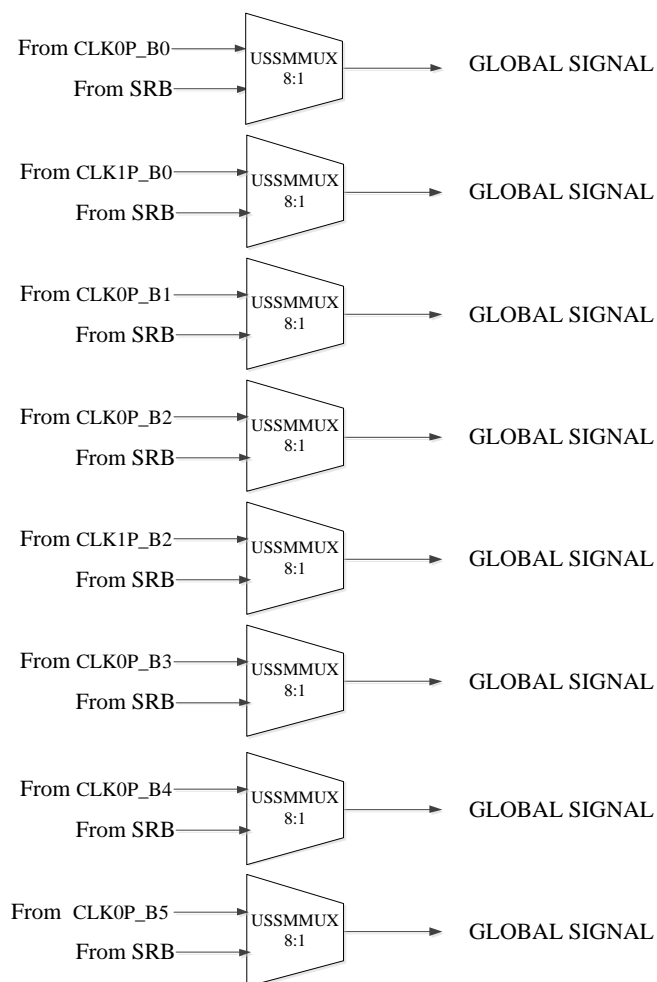 From CLK0P_B0
USSMMUX
8:1
GLOBAL SIGNAL
From SRB
From CLK1P_B0
USSMMUX
8:1
GLOBAL SIGNAL
From SRB
From CLK0P_B1
USSMMUX
8:1
GLOBAL SIGNAL
From SRB
From CLK0P_B2
USSMMUX
8:1
GLOBAL SIGNAL
From SRB
From CLK1P_B2
USSMMUX
8:1
GLOBAL SIGNAL
From SRB
From CLK0P_B3
USSMMUX
8:1
GLOBAL SIGNAL
From SRB
From CLK0P_B4
USSMMUX
8:1
GLOBAL SIGNAL
From SRB
From CLK0P_B5
USSMMUX
8:1
GLOBAL SIGNAL
From SRB